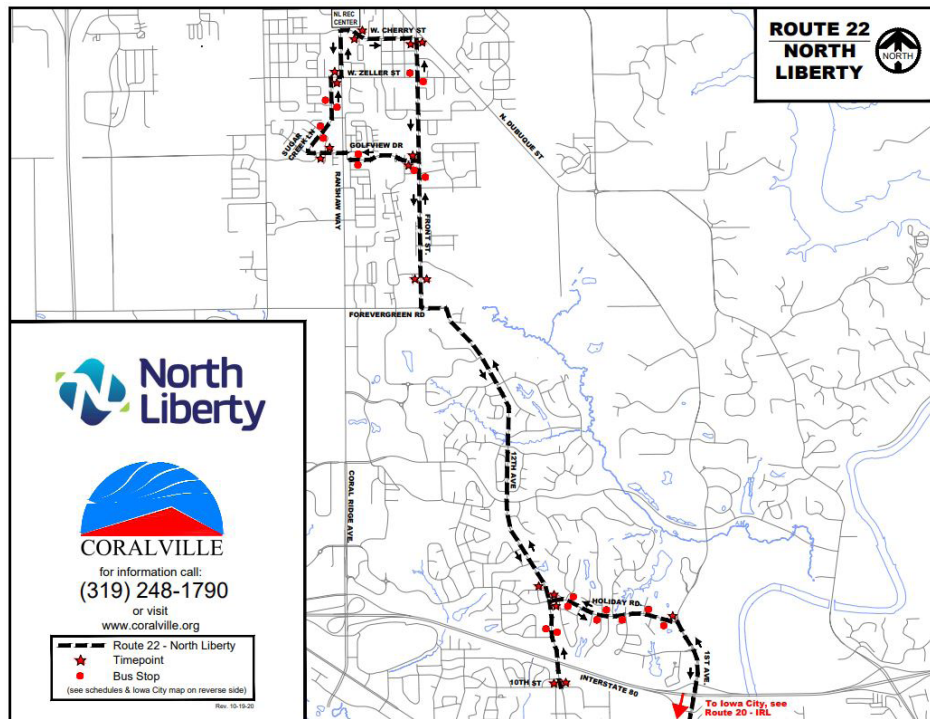 NL REC
CENTER
W. CHERRY ST
ROUTE 22
NORTH
LIBERTY
NORTH
W. ZELLER ST
N. DUBUQUE ST
SUGAR
CREEK LN
GOLFVIEW DR
RANSHAW WAY
FRONT ST.
FOREVERGREEN RD
North
Liberty
CORALVILLE
for information call:
(319) 248-1790
or visit
www.coralville.org
Route 22 - North Liberty
Timepoint
Bus Stop
(see schedules & Iowa City map on reverse side)
Rev. 10-19-20
12TH AVE
CORAL RIDGE AVE.
HOLIDAY RD.
1ST AVE.
10TH ST
INTERSTATE 80
To Iowa City, see
Route 20 - IRL